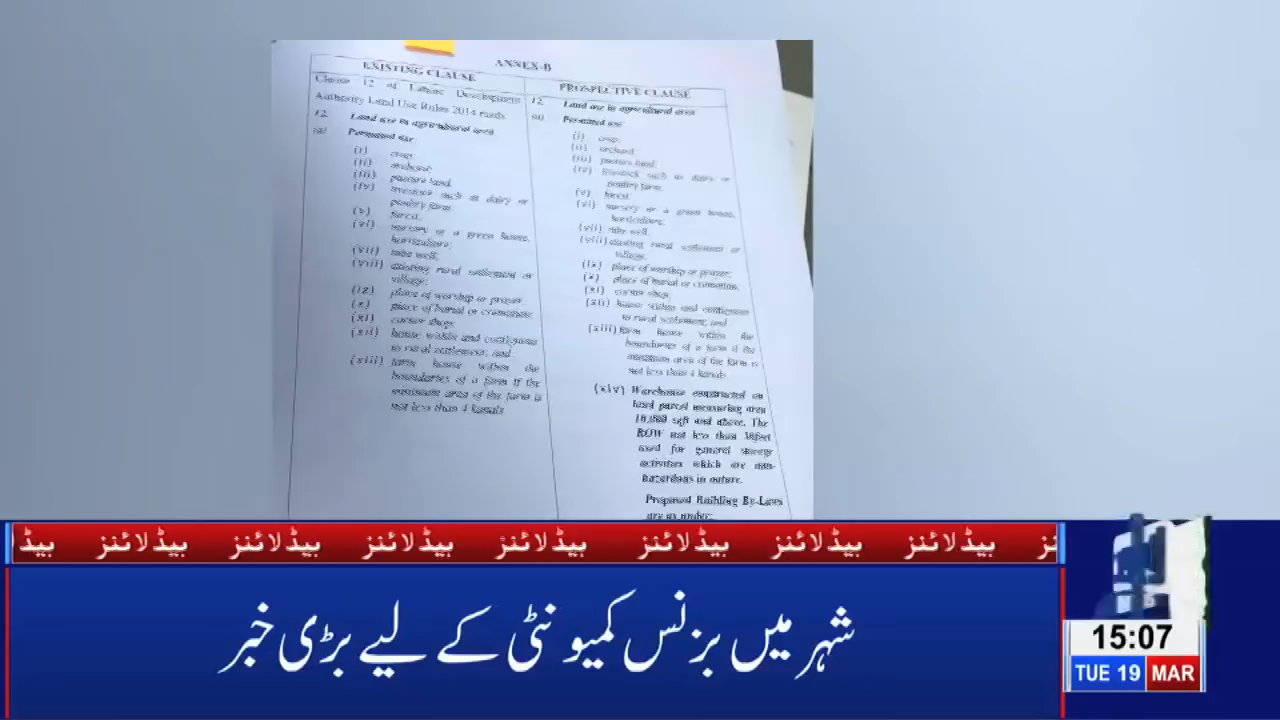 ANNEX-B
EXISTING CLAUSE
Clause 12 of Lahore Development
Authority Land Use Rules 2014 reads
12. Land use in agricultural area
Permitted use
(i) crop;
(ii) orchard;
(iii) pasture land;
(iv) livestock such as dairy or
poultry farm;
(v) forest;
(vi) nursery or a green house,
horticulture;
(vii) tube well;
(viii) existing rural settlement or
village;
(ix) place of worship or prayer;
(x) place of burial or cremation;
(xi) corner shop;
(xii) house within and contiguous
to rural settlement; and
(xiii) farm house within the
boundaries of a farm if the
minimum area of the farm is
not less than 4 kanals
PROSPECTIVE CLAUSE
12. Land use in agricultural area
Permitted use
(i) crop;
(ii) orchard;
(iii) pasture land;
(iv) livestock such as dairy or
poultry farm;
(v) forest;
(vi) nursery or a green house,
horticulture;
(vii) tube well;
(viii) existing rural settlement or
village;
(ix) place of worship or prayer;
(x) place of burial or cremation;
(xi) corner shop;
(xii) house within and contiguous
to rural settlement; and
(xiii) farm house within the
boundaries of a farm if the
minimum area of the farm is
not less than 4 kanals
(xiv) Warehouse constructed on
land parcel measuring area
10,000 sqft and above. The
ROW not less than 30feet
used for general storage
activities which are non-
hazardous in nature.
Proposed Building By-Laws
are as under:
ہیڈلائنز ہیڈلائنز ہیڈلائنز ہیڈلائنز ہیڈلائنز ہیڈلائنز ہیڈلائنز
شہر میں بزنس کمیونٹی کے لیے بڑی خبر
15:07
TUE 19 MAR